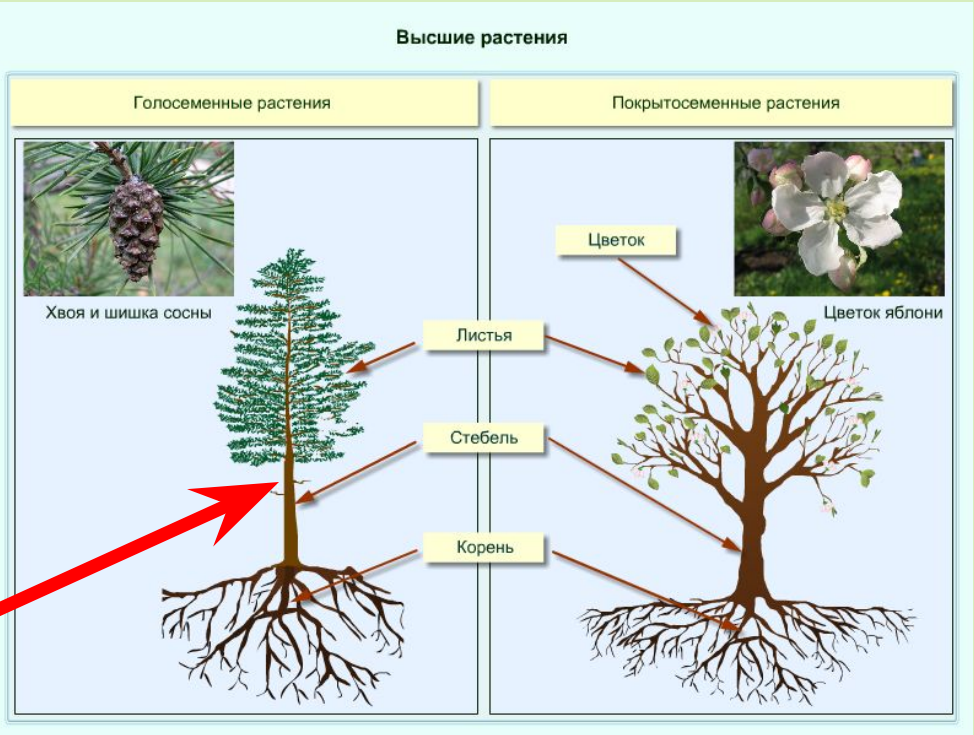 Высшие растения
Голосеменные растения
Покрытосеменные растения
Цветок
Хвоя и шишка сосны
Цветок яблони
Листья
Стебель
Корень